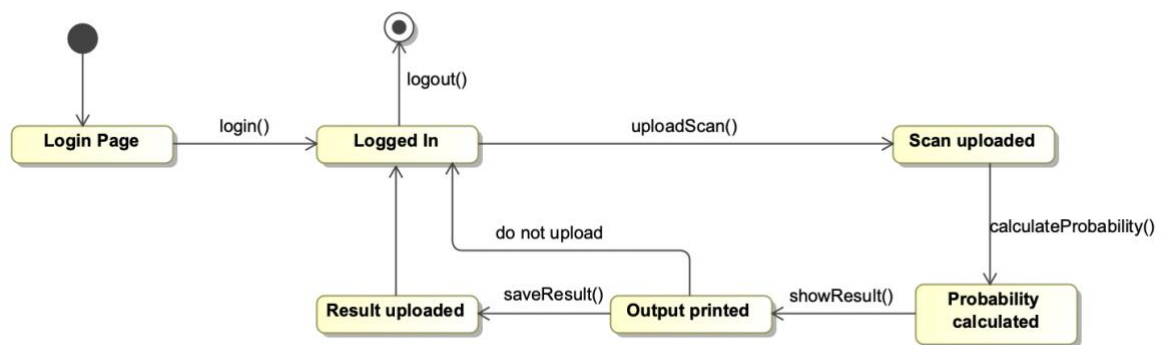 logout()
Login Page
login()
Logged In
uploadScan()
Scan uploaded
calculateProbability()
do not upload
Result uploaded
saveResult()
Output printed
showResult()
Probability
calculated